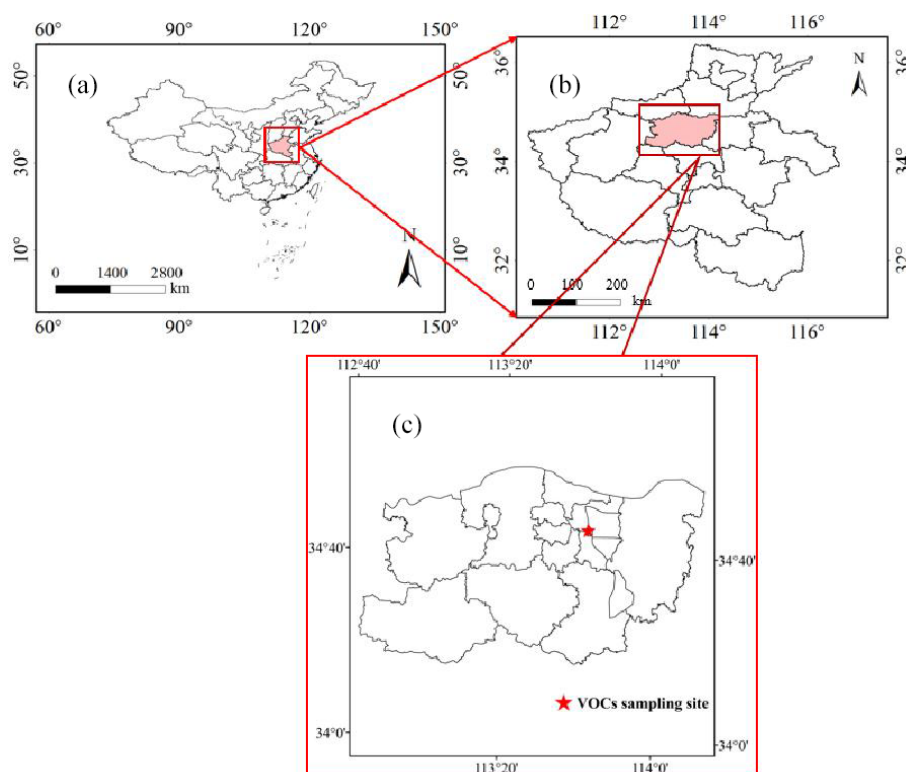 60° 90° 120° 150°
112° 114° 116°
50°
30°
10°
(a)
50°
30°
10°
N
0 1400 2800
km
60° 90° 120° 150°
36°
34°
32°
(b)
N
36°
34°
32°
0 100 200
km
112° 114° 116°
112°40' 113°20' 114°0'
(c)
34°40'
34°40'
VOCs sampling site
34°0'
34°0'
113°20' 114°0'